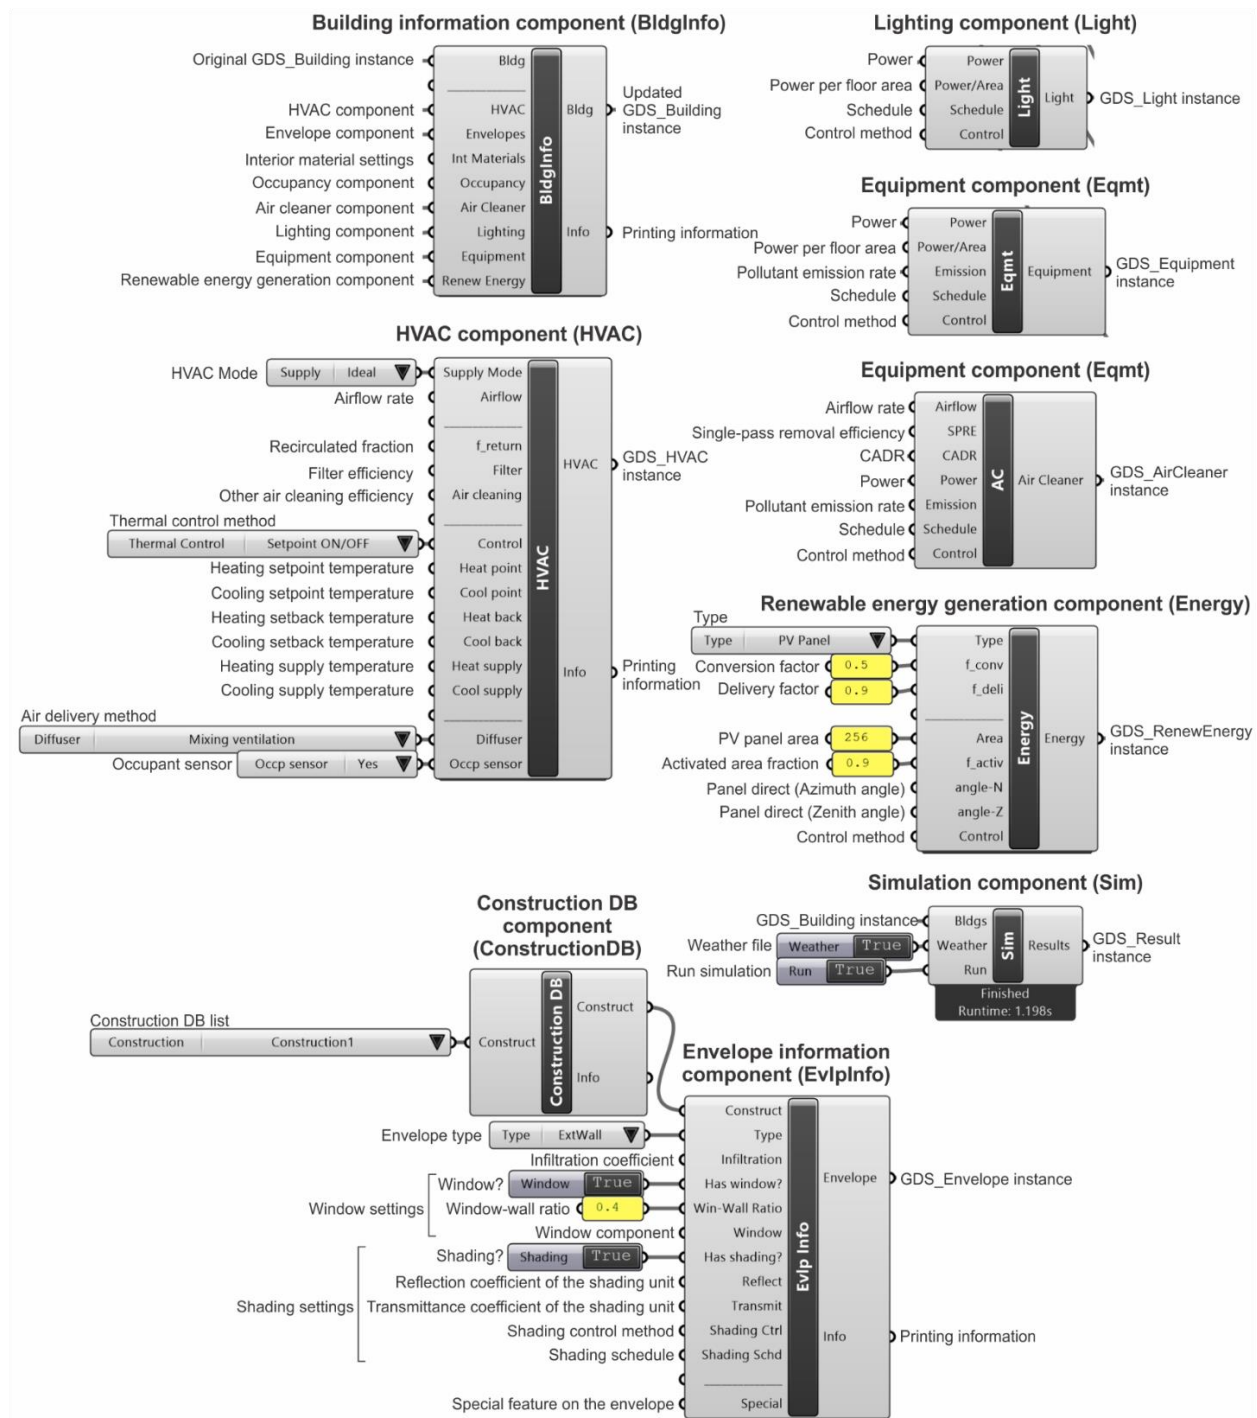 Building information component (BldgInfo)
Original GDS_Building instance
Bldg
HVAC component
HVAC
Envelope component
Envelopes
Interior material settings
Int Materials
Occupancy component
Occupancy
Air cleaner component
Air Cleaner
Lighting component
Lighting
Equipment component
Equipment
Renewable energy generation component
Renew Energy
BldgInfo
Bldg
Updated
GDS_Building
instance
Info
Printing information
Lighting component (Light)
Power
Power
Power per floor area
Power/Area
Schedule
Schedule
Control method
Control
Light
Light
GDS_Light instance
Equipment component (Eqmt)
Power
Power
Power per floor area
Power/Area
Pollutant emission rate
Emission
Schedule
Schedule
Control method
Control
Eqmt
Equipment
GDS_Equipment
instance
HVAC component (HVAC)
HVAC Mode
Supply Ideal
Supply Mode
Airflow rate
Airflow
Recirculated fraction
f_return
Filter efficiency
Filter
Other air cleaning efficiency
Air cleaning
Thermal control method
Thermal Control Setpoint ON/OFF
Control
Heating setpoint temperature
Heat point
Cooling setpoint temperature
Cool point
Heating setback temperature
Heat back
Cooling setback temperature
Cool back
Heating supply temperature
Heat supply
Cooling supply temperature
Cool supply
Air delivery method
Diffuser Mixing ventilation
Diffuser
Occupant sensor
Occp sensor Yes
Occp sensor
HVAC
HVAC
GDS_HVAC
instance
Info
Printing
information
Equipment component (Eqmt)
Airflow rate
Airflow
Single-pass removal efficiency
SPRE
CADR
CADR
Power
Power
Pollutant emission rate
Emission
Schedule
Schedule
Control method
Control
AC
Air Cleaner
GDS_AirCleaner
instance
Renewable energy generation component (Energy)
Type
Type PV Panel
Type
Conversion factor
0.5
f_conv
Delivery factor
0.9
f_deli
PV panel area
256
Area
Activated area fraction
0.9
f_activ
Panel direct (Azimuth angle)
angle-N
Panel direct (Zenith angle)
angle-Z
Control method
Control
Energy
Energy
GDS_RenewEnergy
instance
Simulation component (Sim)
GDS_Building instance
Bldgs
Weather file
Weather True
Weather
Run simulation
Run True
Run
Sim
Results
GDS_Result
instance
Finished
Runtime: 1.198s
Construction DB
component
(ConstructionDB)
Construction DB list
Construction Construction1
Construct
Construction DB
Construct
Info
Envelope information
component (EvlpInfo)
Construct
Envelope type
Type ExtWall
Type
Infiltration coefficient
Infiltration
Window settings
Window?
Window True
Has window?
Window-wall ratio
0.4
Win-Wall Ratio
Window component
Window
Shading settings
Shading?
Shading True
Has shading?
Reflection coefficient of the shading unit
Reflect
Transmittance coefficient of the shading unit
Transmit
Shading control method
Shading Ctrl
Shading schedule
Shading Schd
Special feature on the envelope
Special
Evlp Info
Envelope
GDS_Envelope instance
Info
Printing information